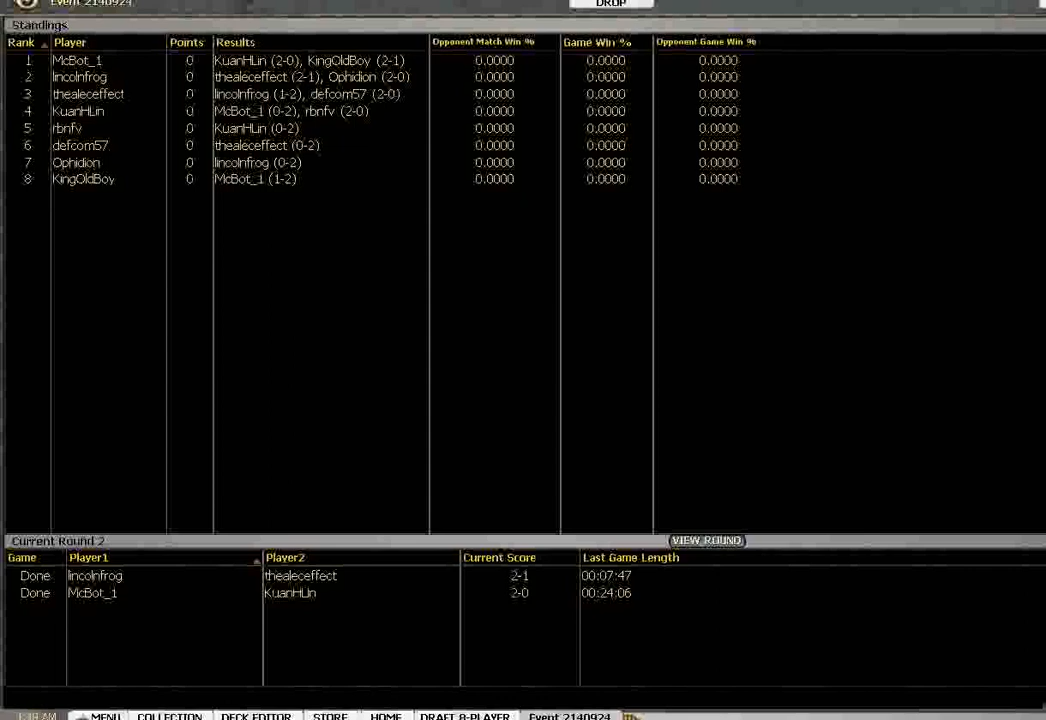 Event 2140924 DROP
Standings
Rank Player Points Results Opponent Match Win % Game Win % Opponent Game Win %
1 McBot_1 0 KuanHLin (2-0), KingOldBoy (2-1) 0.0000 0.0000 0.0000
2 lincolnfrog 0 thealeceffect (2-1), Ophidion (2-0) 0.0000 0.0000 0.0000
3 thealeceffect 0 lincolnfrog (1-2), defcom57 (2-0) 0.0000 0.0000 0.0000
4 KuanHLin 0 McBot_1 (0-2), rbnfv (2-0) 0.0000 0.0000 0.0000
5 rbnfv 0 KuanHLin (0-2) 0.0000 0.0000 0.0000
6 defcom57 0 thealeceffect (0-2) 0.0000 0.0000 0.0000
7 Ophidion 0 lincolnfrog (0-2) 0.0000 0.0000 0.0000
8 KingOldBoy 0 McBot_1 (1-2) 0.0000 0.0000 0.0000
Current Round 2 VIEW ROUND
Game Player1 Player2 Current Score Last Game Length
Done lincolnfrog thealeceffect 2-1 00:07:47
Done McBot_1 KuanHLin 2-0 00:24:06
MENU COLLECTION DECK EDITOR STORE HOME DRAFT 8-PLAYER Event 2140924